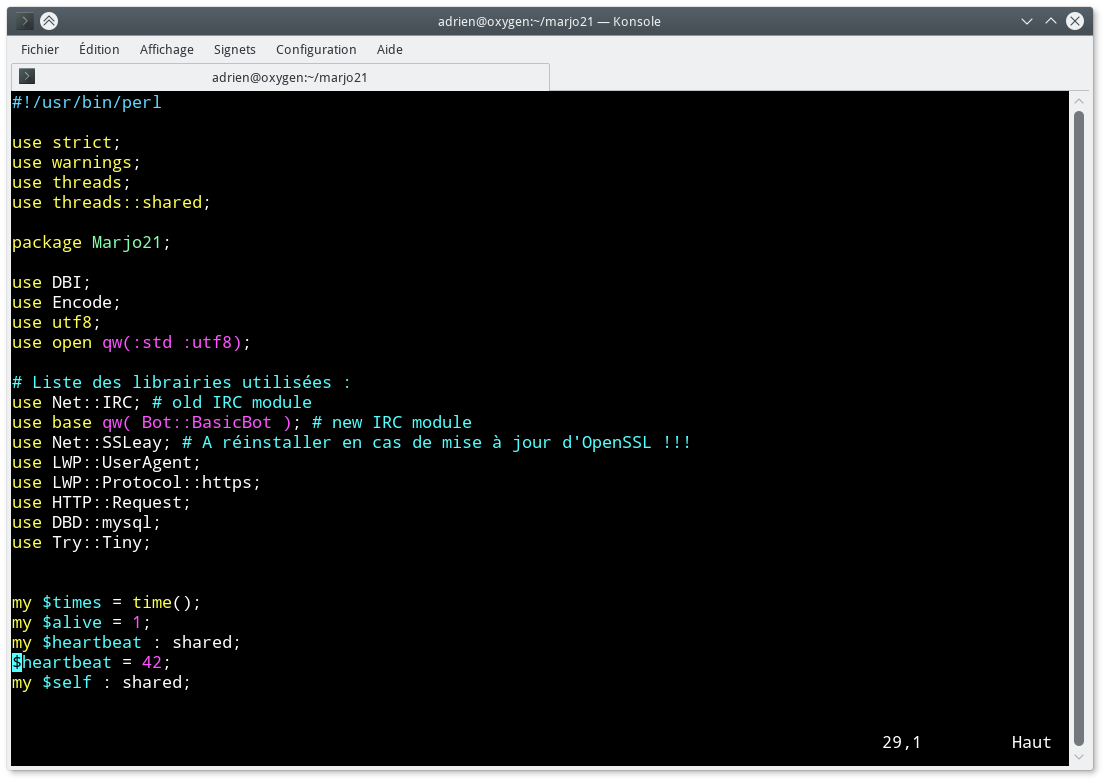 adrien@oxygen:~/marjo21 — Konsole
Fichier Édition Affichage Signets Configuration Aide
adrien@oxygen:~/marjo21
#!/usr/bin/perl
use strict;
use warnings;
use threads;
use threads::shared;
package Marjo21;
use DBI;
use Encode;
use utf8;
use open qw(:std :utf8);
# Liste des librairies utilisées :
use Net::IRC; # old IRC module
use base qw( Bot::BasicBot ); # new IRC module
use Net::SSLeay; # A réinstaller en cas de mise à jour d'OpenSSL !!!
use LWP::UserAgent;
use LWP::Protocol::https;
use HTTP::Request;
use DBD::mysql;
use Try::Tiny;
my $times = time();
my $alive = 1;
my $heartbeat : shared;
$heartbeat = 42;
my $self : shared;
29,1 Haut